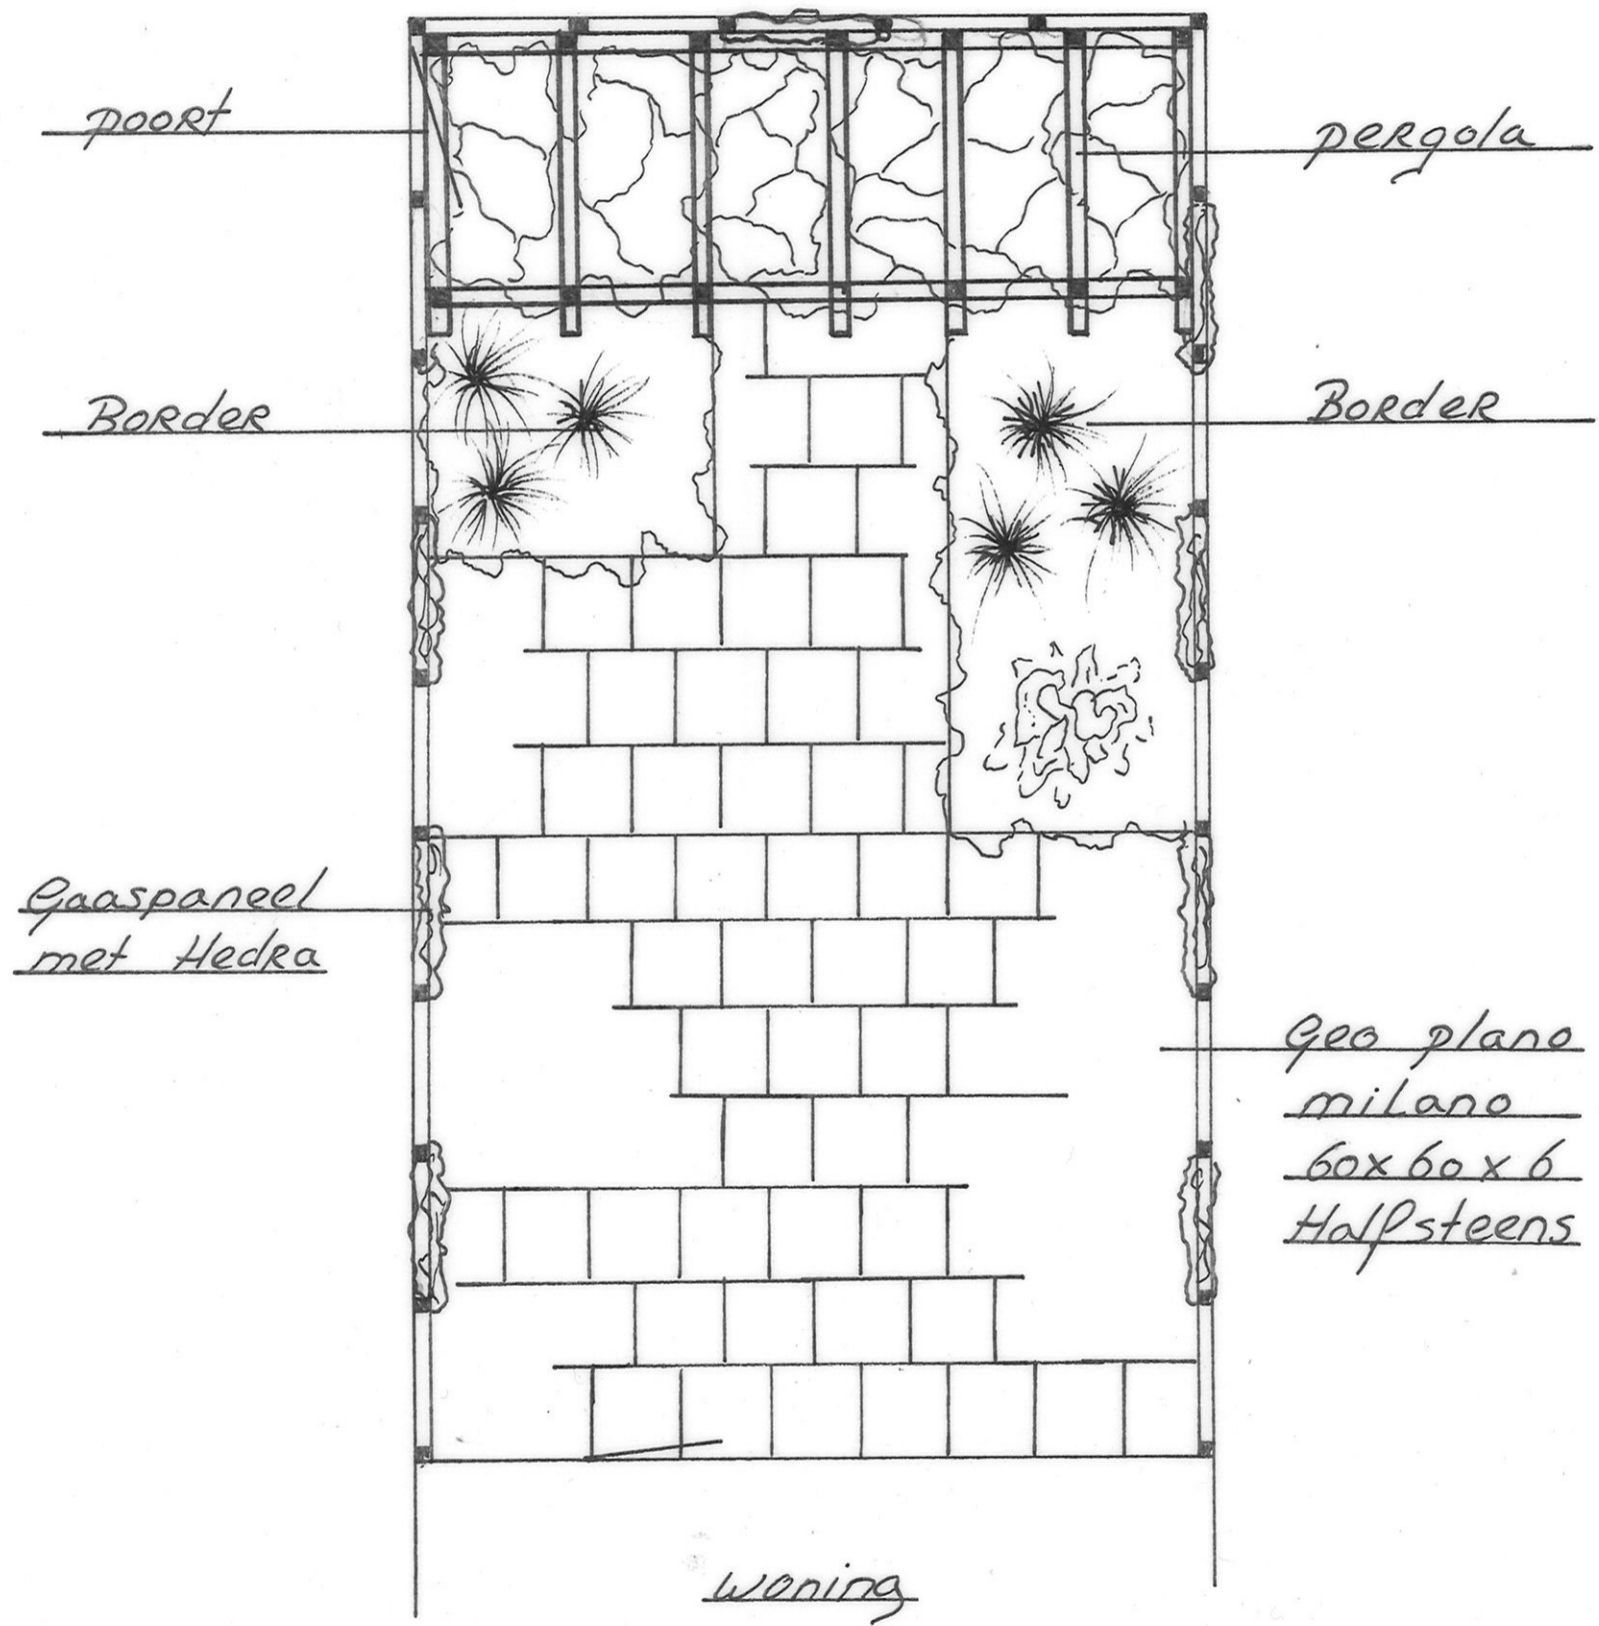 poort
pergola
Border
Border
Gaaspaneel
met Hedra
Geo plano
milano
60x60x6
Halfsteens
woning